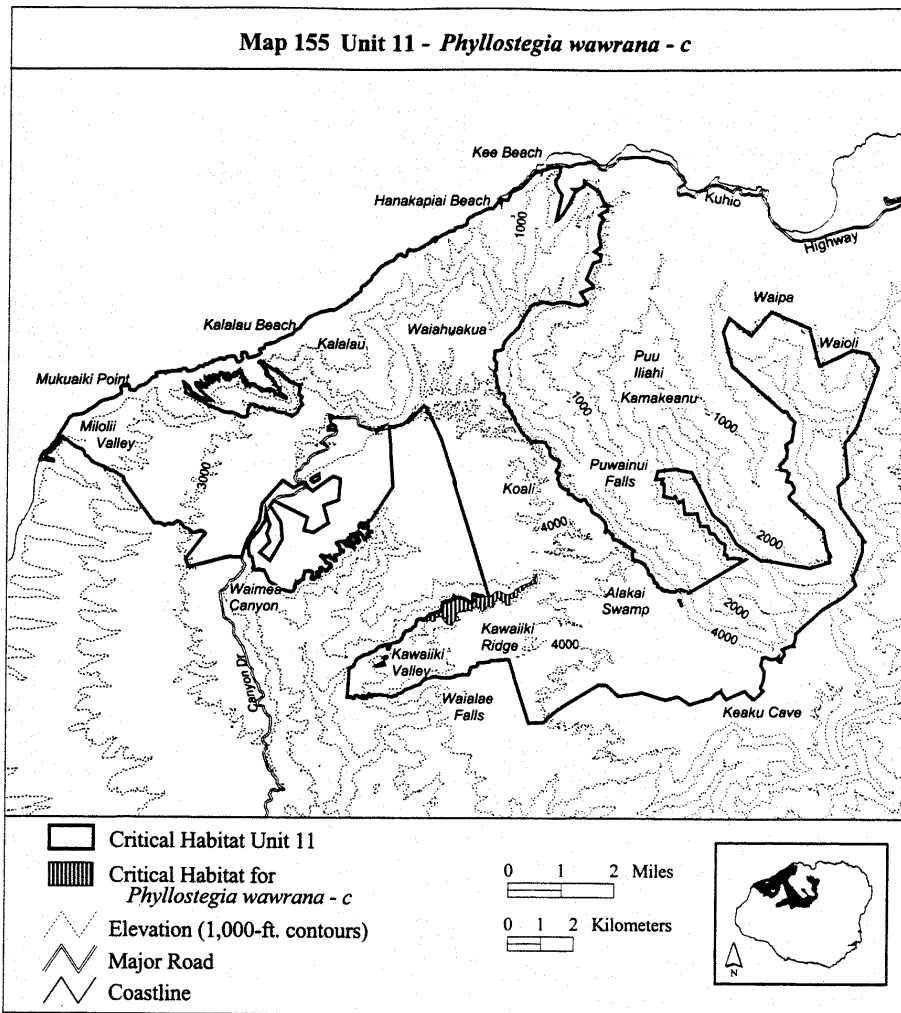 Map 155 Unit 11 - Phyllostegia wawrana - c
Kee Beach
Hanakapiai Beach
1000
Kuhio
Highway
Waipa
Kalalau Beach
Kalalau
Waiahuakua
Waioli
Puu
Iliahi
Mukuaiki Point
Kamakeanu
1000
1000
Milolii
Valley
3000
Puwainui
Falls
Koali
4000
2000
Waimea
Canyon
Alakai
Swamp
2000
4000
Kawaiiki
Ridge
4000
Kawaiiki
Valley
Canyon Dr
Waialae
Falls
Keaku Cave
Critical Habitat Unit 11
Critical Habitat for
Phyllostegia wawrana - c
Elevation (1,000-ft. contours)
Major Road
Coastline
0 1 2 Miles
0 1 2 Kilometers
N